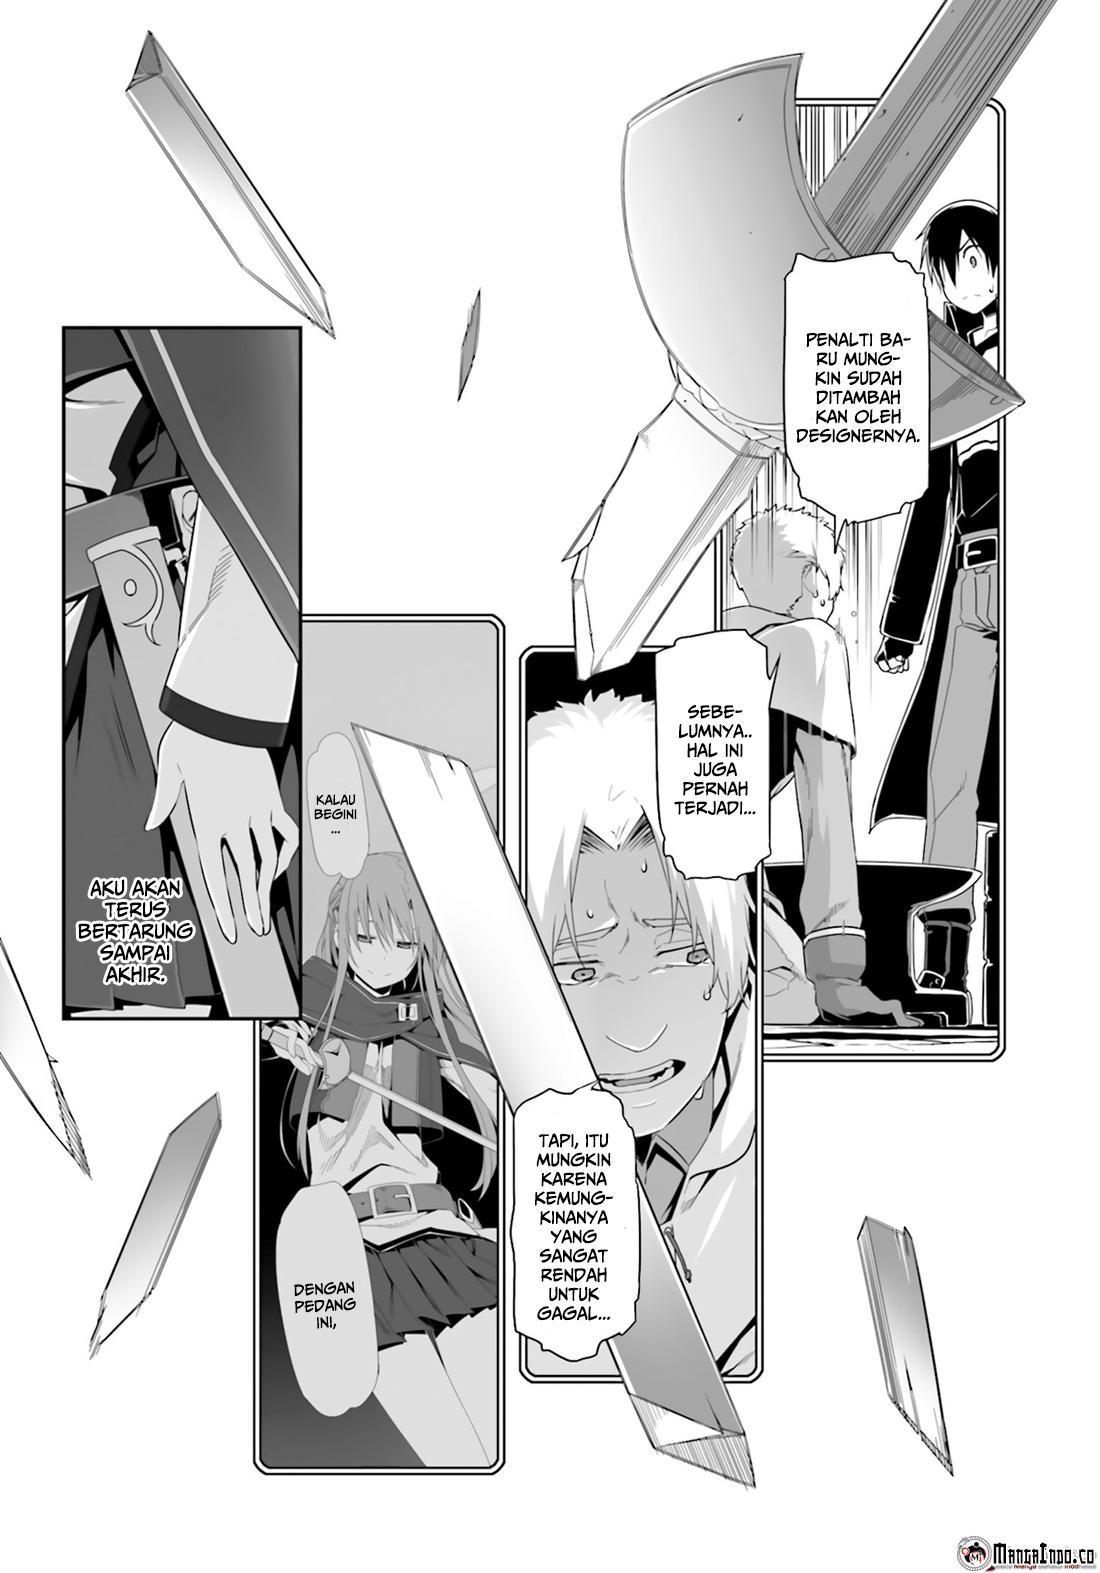 PENALTI BA-
RU MUNG-
KIN SUDAH
DITAMBAH
KAN OLEH
DESIGNERNYA.
SEBE-
LUMNYA..
HAL INI
JUGA
PERNAH
TERJADI...
TAPI, ITU
MUNGKIN
KARENA
KEMUNG-
KINANYA
YANG
SANGAT
RENDAH
UNTUK
GAGAL...
KALAU
BEGINI
...
DENGAN
PEDANG
INI,
AKU AKAN
TERUS
BERTARUNG
SAMPAI
AKHIR.
MANGAINDO.CO